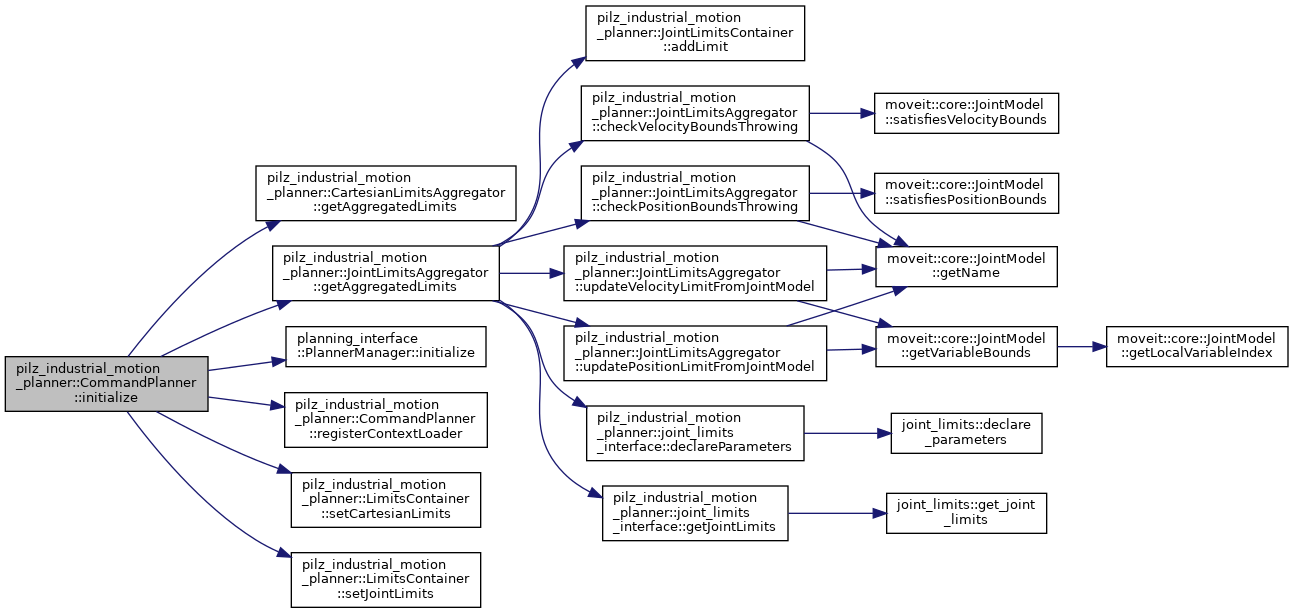 pilz_industrial_motion
_planner::CommandPlanner
::initialize
pilz_industrial_motion
_planner::CartesianLimitsAggregator
::getAggregatedLimits
pilz_industrial_motion
_planner::JointLimitsAggregator
::getAggregatedLimits
planning_interface
::PlannerManager::initialize
pilz_industrial_motion
_planner::CommandPlanner
::registerContextLoader
pilz_industrial_motion
_planner::LimitsContainer
::setCartesianLimits
pilz_industrial_motion
_planner::LimitsContainer
::setJointLimits
pilz_industrial_motion
_planner::JointLimitsContainer
::addLimit
pilz_industrial_motion
_planner::JointLimitsAggregator
::checkVelocityBoundsThrowing
pilz_industrial_motion
_planner::JointLimitsAggregator
::checkPositionBoundsThrowing
pilz_industrial_motion
_planner::JointLimitsAggregator
::updateVelocityLimitFromJointModel
pilz_industrial_motion
_planner::JointLimitsAggregator
::updatePositionLimitFromJointModel
pilz_industrial_motion
_planner::joint_limits
_interface::declareParameters
pilz_industrial_motion
_planner::joint_limits
_interface::getJointLimits
moveit::core::JointModel
::satisfiesVelocityBounds
moveit::core::JointModel
::satisfiesPositionBounds
moveit::core::JointModel
::getName
moveit::core::JointModel
::getVariableBounds
joint_limits::declare
_parameters
joint_limits::get_joint
_limits
moveit::core::JointModel
::getLocalVariableIndex